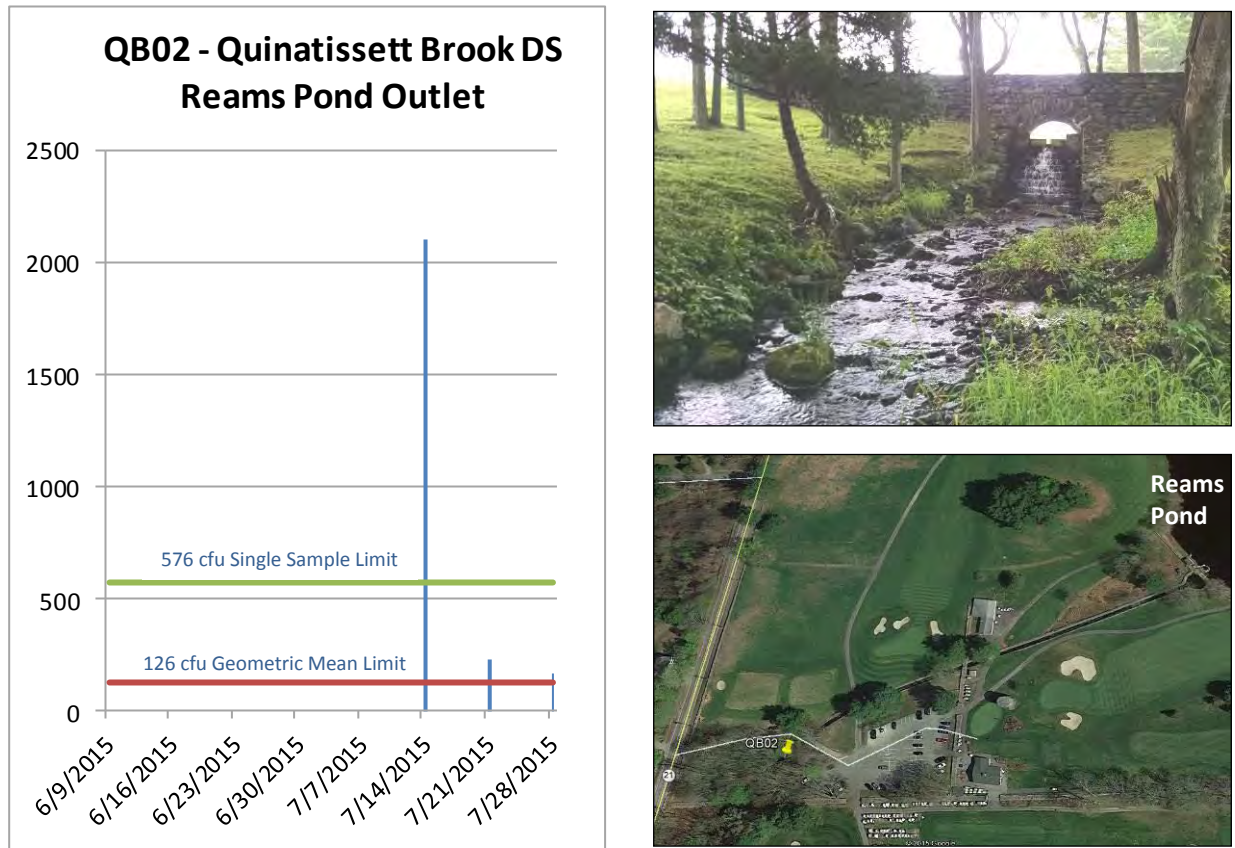 QB02 - Quinatissett Brook DS
Reams Pond Outlet
2500
2000
1500
1000
500
0
576 cfu Single Sample Limit
126 cfu Geometric Mean Limit
6/9/2015
6/16/2015
6/23/2015
6/30/2015
7/7/2015
7/14/2015
7/21/2015
7/28/2015
Reams
Pond
QB02
21
© 2015 Google